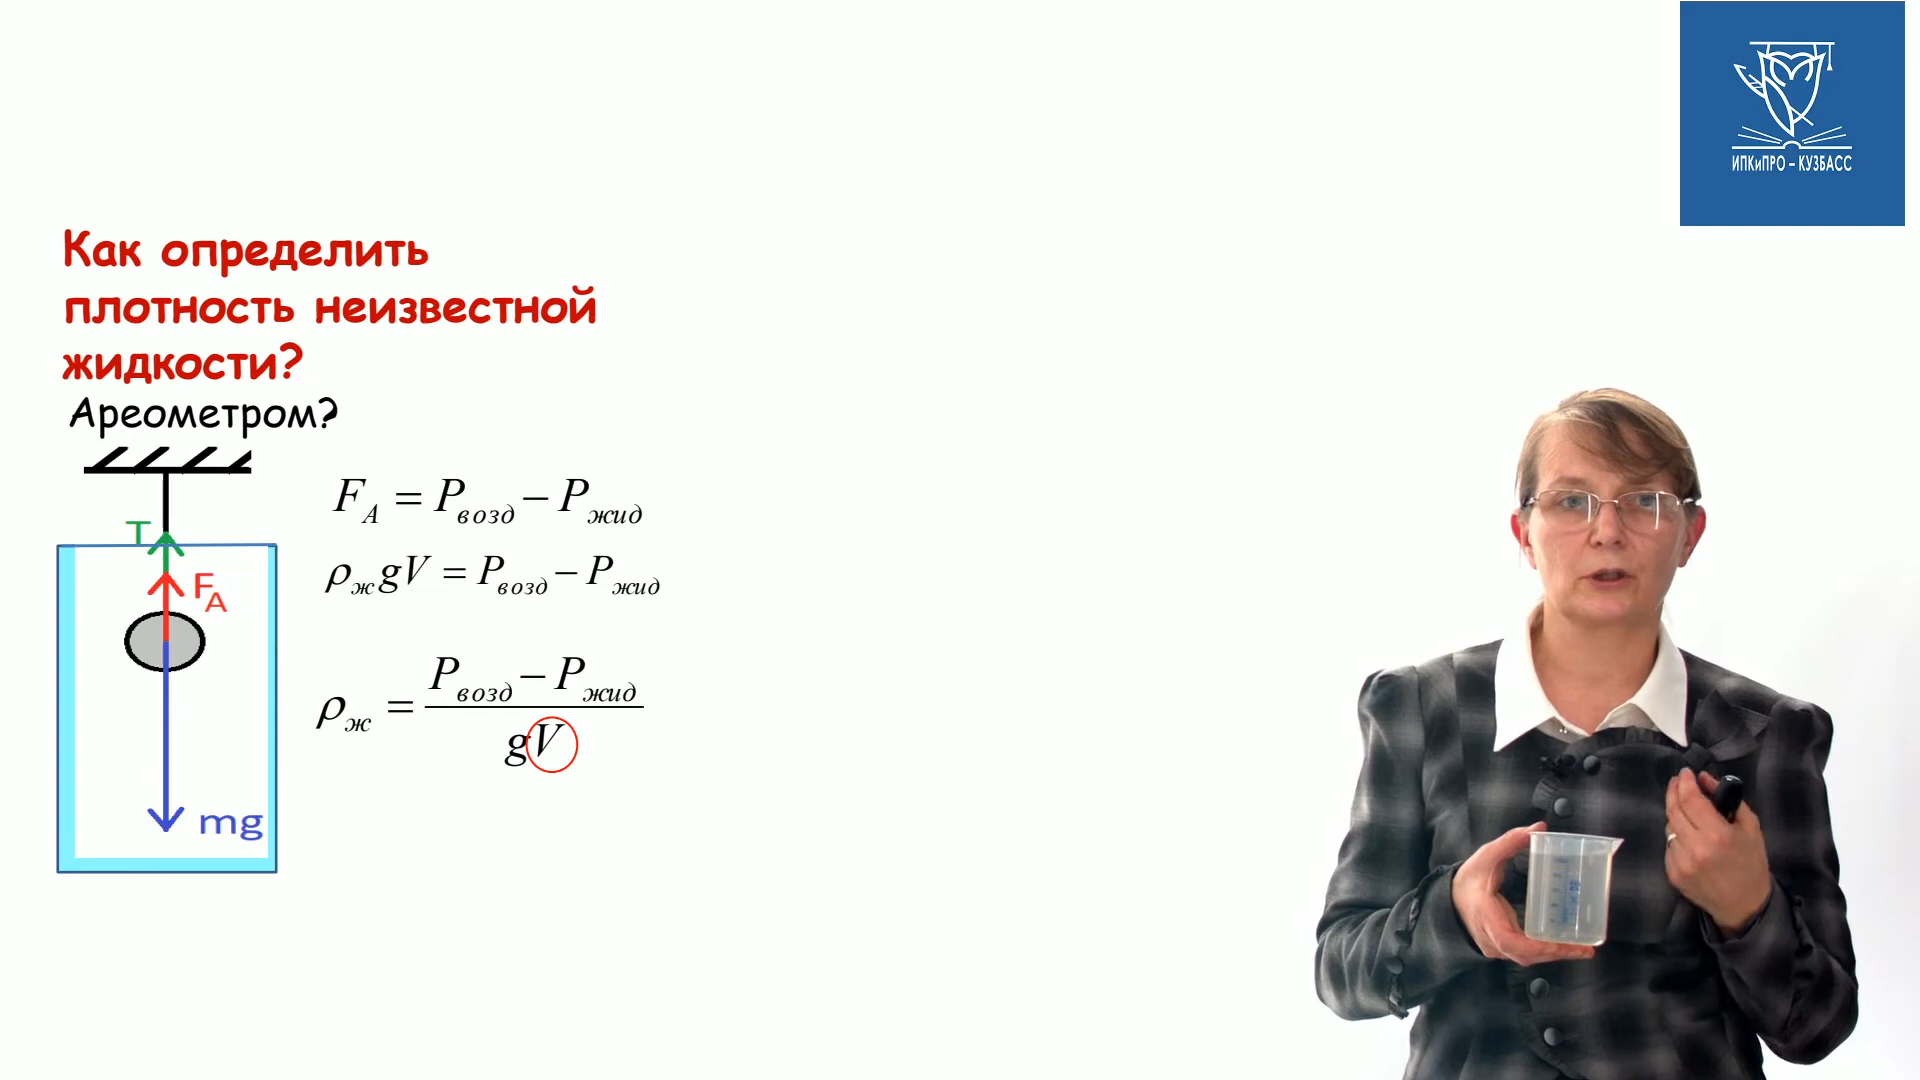 ИПКиПРО – КУЗБАСС
Как определить
плотность неизвестной
жидкости?
Ареометром?
T
F_A
mg
F_A = P_возд − P_жид
ρ_ж gV = P_возд − P_жид
ρ_ж = (P_возд − P_жид) / gV